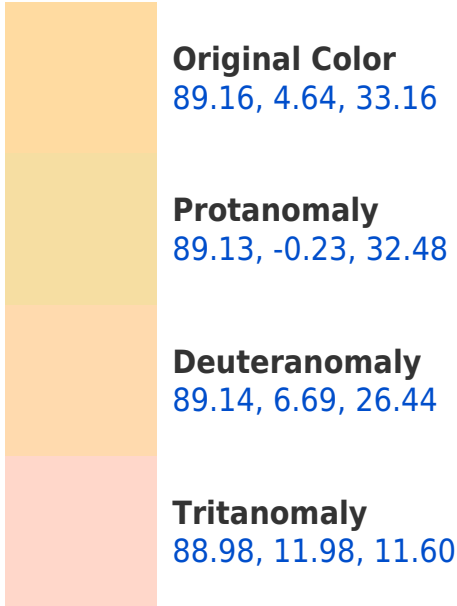 Original Color
89.16, 4.64, 33.16
Protanomaly
89.13, -0.23, 32.48
Deuteranomaly
89.14, 6.69, 26.44
Tritanomaly
88.98, 11.98, 11.60